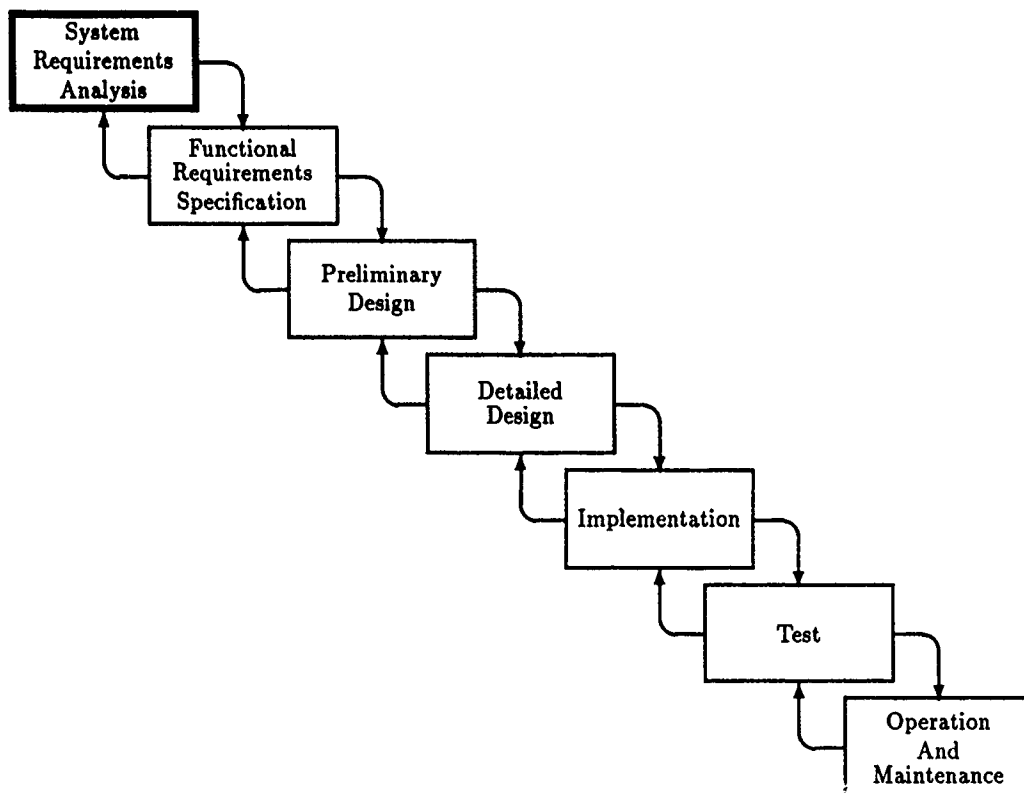 System
Requirements
Analysis
Functional
Requirements
Specification
Preliminary
Design
Detailed
Design
Implementation
Test
Operation
And
Maintenance